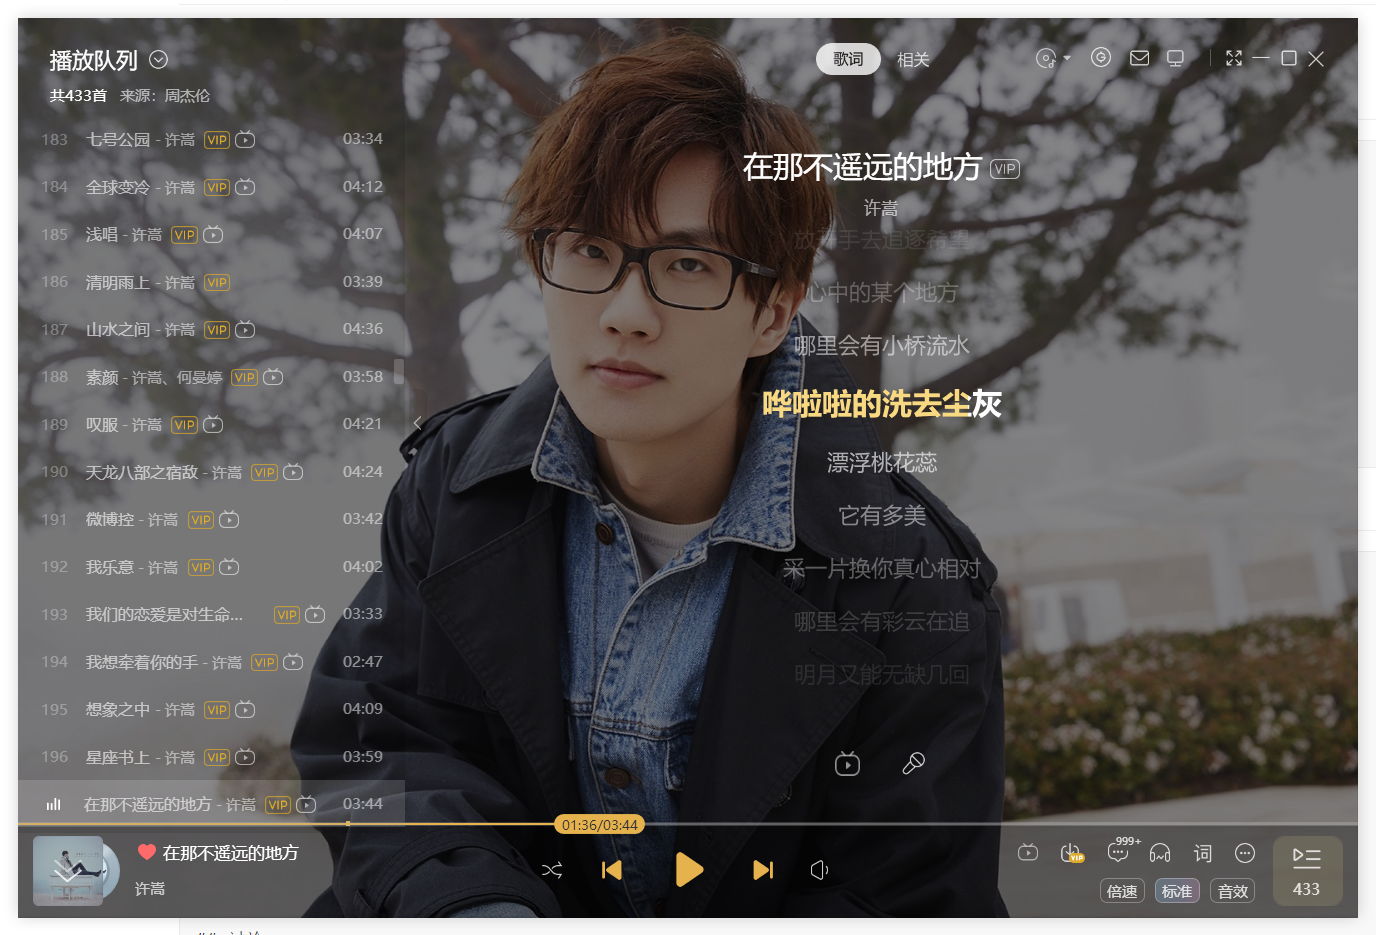 播放队列
共433首 来源：周杰伦
183 七号公园 - 许嵩 VIP 03:34
184 全球变冷 - 许嵩 VIP 04:12
185 浅唱 - 许嵩 VIP 04:07
186 清明雨上 - 许嵩 VIP 03:39
187 山水之间 - 许嵩 VIP 04:36
188 素颜 - 许嵩、何曼婷 VIP 03:58
189 叹服 - 许嵩 VIP 04:21
190 天龙八部之宿敌 - 许嵩 VIP 04:24
191 微博控 - 许嵩 VIP 03:42
192 我乐意 - 许嵩 VIP 04:02
193 我们的恋爱是对生命... VIP 03:33
194 我想牵着你的手 - 许嵩 VIP 02:47
195 想象之中 - 许嵩 VIP 04:09
196 星座书上 - 许嵩 VIP 03:59
在那不遥远的地方 - 许嵩 VIP 03:44
歌词 相关
在那不遥远的地方 VIP
许嵩
放开手去追逐希望
心中的某个地方
哪里会有小桥流水
哗啦啦的洗去尘灰
漂浮桃花蕊
它有多美
采一片换你真心相对
哪里会有彩云在追
明月又能无缺几回
01:36/03:44
在那不遥远的地方
许嵩
VIP 999+ 词
倍速 标准 音效
433